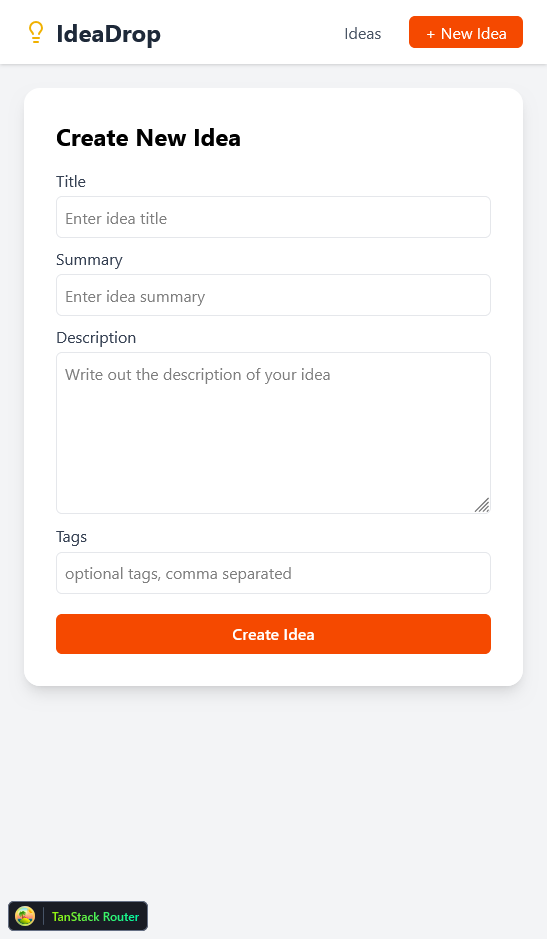 IdeaDrop
Ideas
+ New Idea
Create New Idea
Title
Enter idea title
Summary
Enter idea summary
Description
Write out the description of your idea
Tags
optional tags, comma separated
Create Idea
TanStack Router